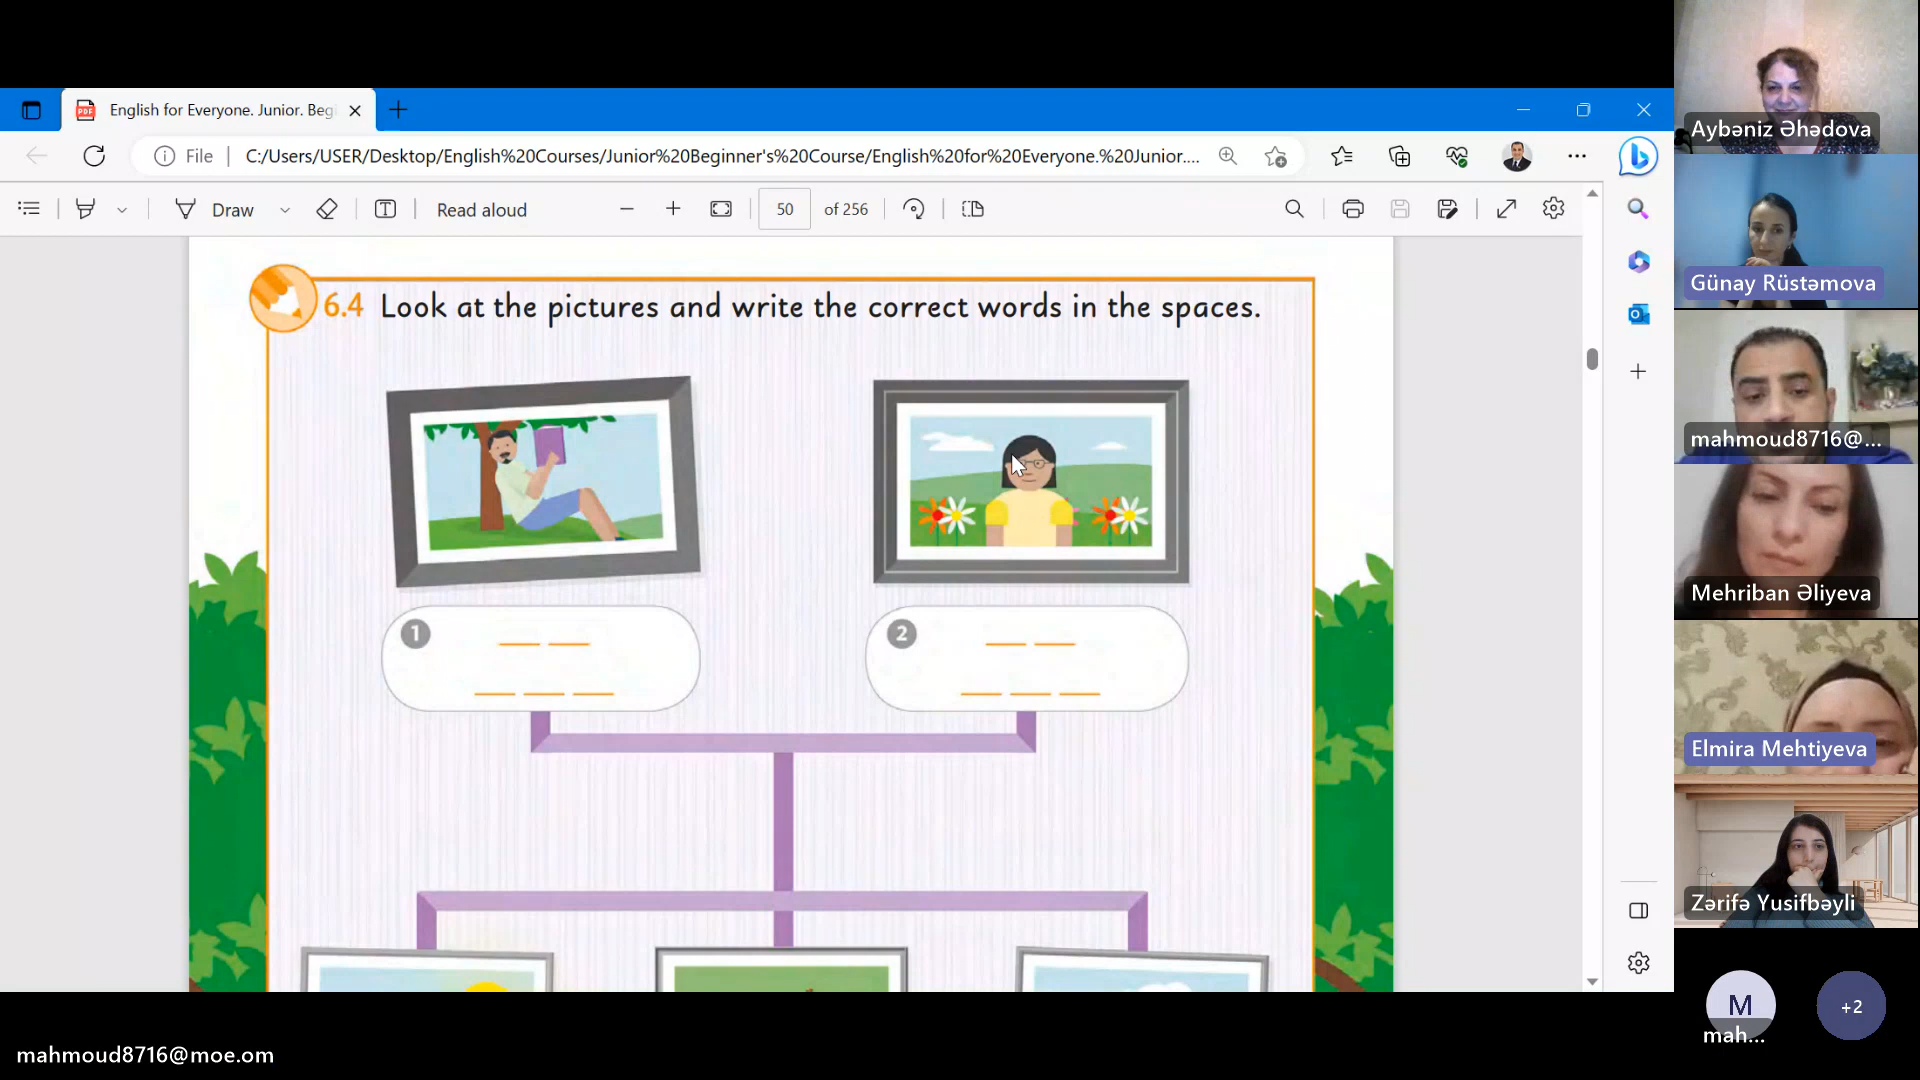 English for Everyone. Junior. Beg
File
C:/Users/USER/Desktop/English%20Courses/Junior%20Beginner's%20Course/English%20for%20Everyone.%20Junior....
Draw
Read aloud
50
of 256
6.4 Look at the pictures and write the correct words in the spaces.
1
2
Aybəniz Əhədova
Günay Rüstəmova
mahmoud8716@...
Mehriban Əliyeva
Elmira Mehtiyeva
Zərifə Yusifbəyli
M
mah...
+2
mahmoud8716@moe.om